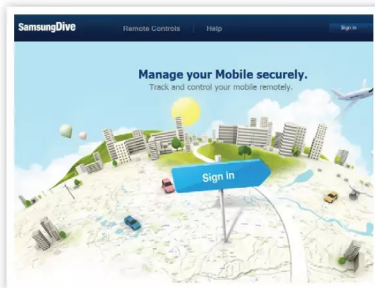 SamsungDive
Remote Controls Help Sign in
Manage your Mobile securely.
Track and control your mobile remotely.
Sign in